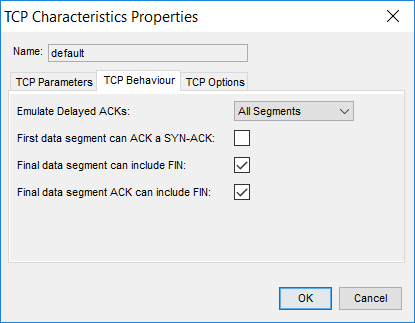 TCP Characteristics Properties
Name: default
TCP Parameters TCP Behaviour TCP Options
Emulate Delayed ACKs: All Segments
First data segment can ACK a SYN-ACK:
Final data segment can include FIN:
Final data segment ACK can include FIN:
OK Cancel